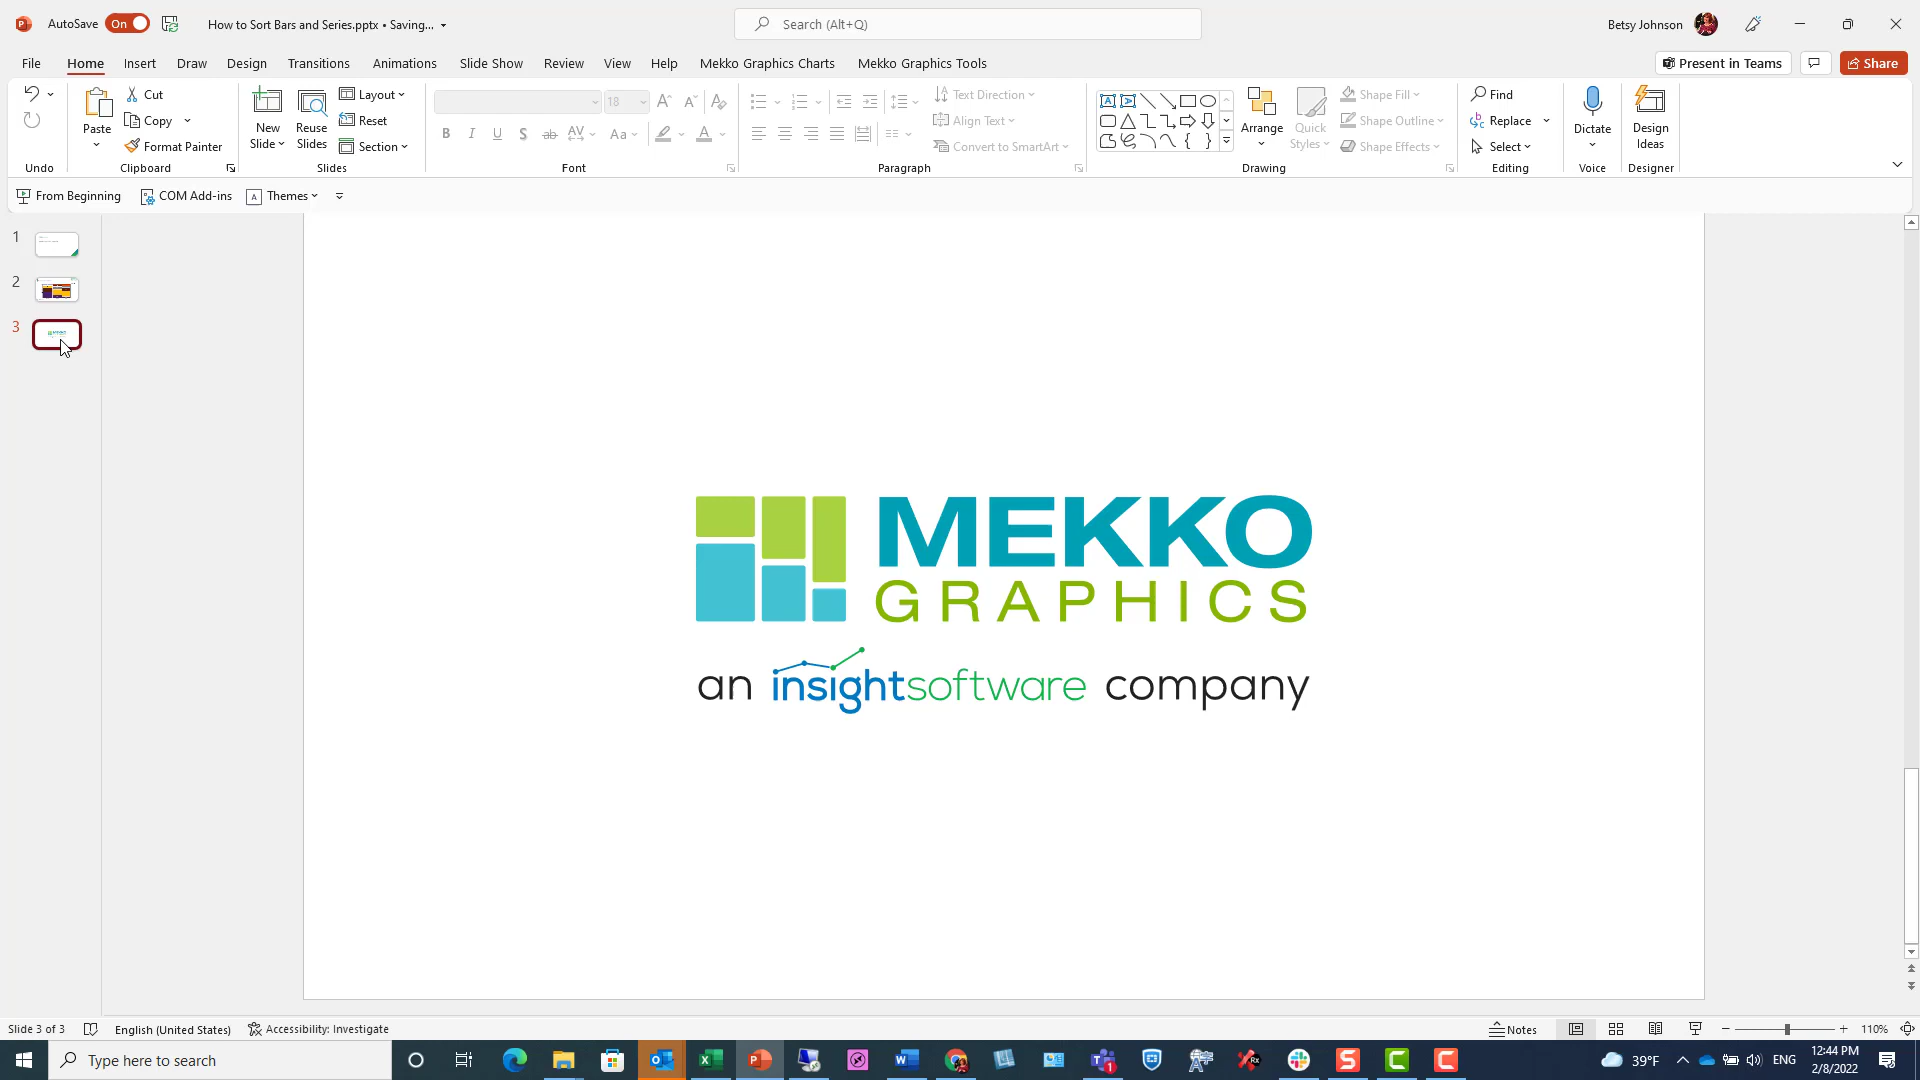 AutoSave On How to Sort Bars and Series.pptx • Saving... Search (Alt+Q) Betsy Johnson
File Home Insert Draw Design Transitions Animations Slide Show Review View Help Mekko Graphics Charts Mekko Graphics Tools Present in Teams Share
Undo
Paste
Cut
Copy
Format Painter
Clipboard
New Slide
Reuse Slides
Layout
Reset
Section
Slides
18
B I U S ab AV Aa A
Font
Text Direction
Align Text
Convert to SmartArt
Paragraph
Arrange
Quick Styles
Shape Fill
Shape Outline
Shape Effects
Drawing
Find
Replace
Select
Editing
Dictate
Voice
Design Ideas
Designer
From Beginning COM Add-ins Themes
1
2
3
MEKKO
GRAPHICS
an insightsoftware company
Slide 3 of 3 English (United States) Accessibility: Investigate Notes 110%
Type here to search 39°F ENG 12:44 PM
2/8/2022